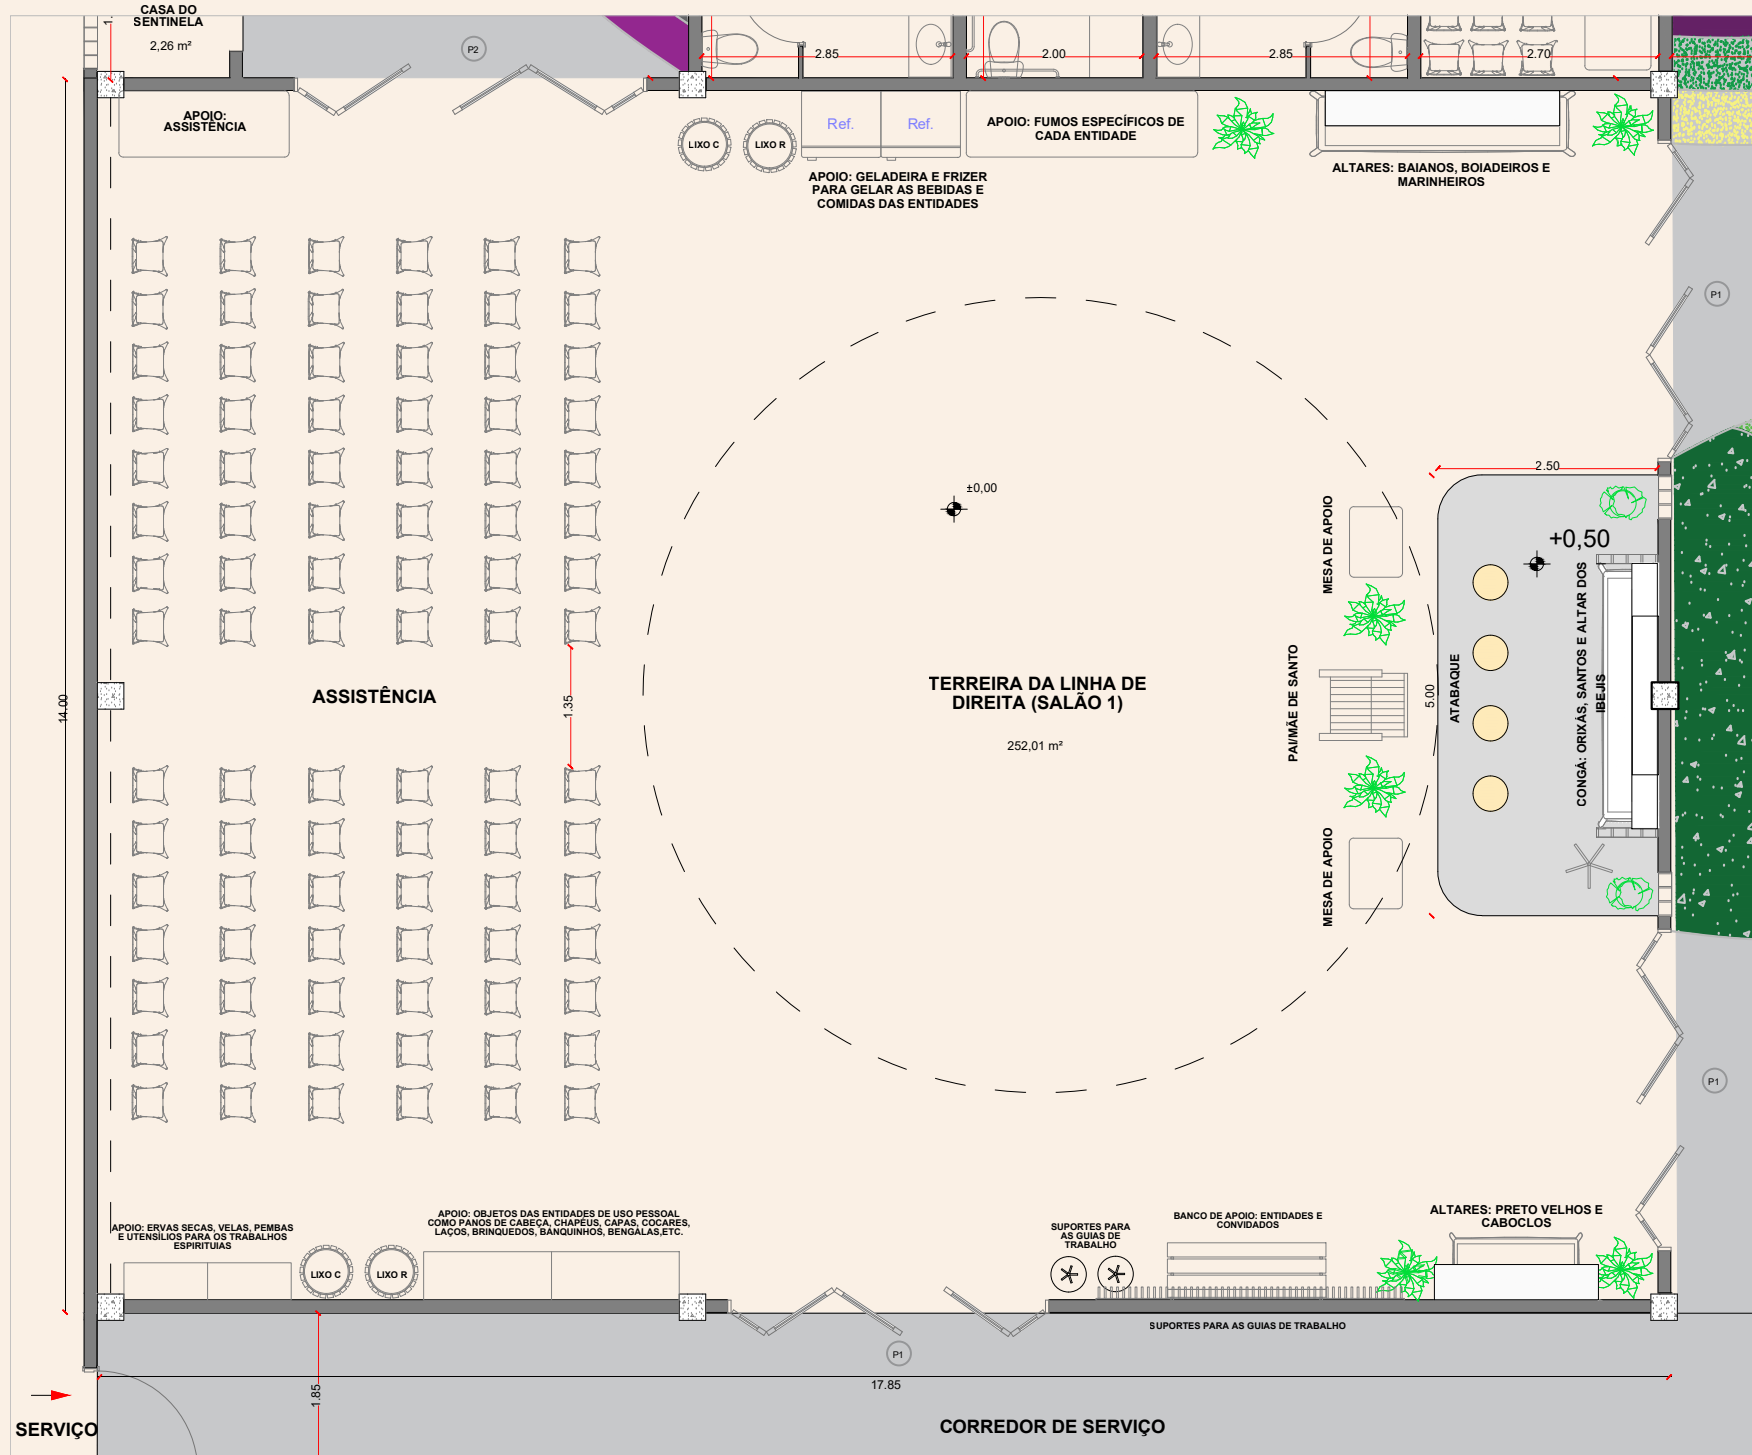 CASA DO
SENTINELA
2,26 m²
1.
P2
2.85
2.00
2.85
2.70
APOIO:
ASSISTÊNCIA
LIXO C
LIXO R
Ref.
Ref.
APOIO: FUMOS ESPECÍFICOS DE
CADA ENTIDADE
APOIO: GELADEIRA E FRIZER
PARA GELAR AS BEBIDAS E
COMIDAS DAS ENTIDADES
ALTARES: BAIANOS, BOIADEIROS E
MARINHEIROS
P1
2.50
±0,00
+0,50
MESA DE APOIO
CONGÁ: ORIXÁS, SANTOS E ALTAR DOS
IBEJIS
ATABAQUE
5.00
PAI/MÃE DE SANTO
14.00
ASSISTÊNCIA
1.35
TERREIRA DA LINHA DE
DIREITA (SALÃO 1)
252,01 m²
MESA DE APOIO
P1
APOIO: ERVAS SECAS, VELAS, PEMBAS
E UTENSÍLIOS PARA OS TRABALHOS
ESPIRITUIAS
LIXO C
LIXO R
APOIO: OBJETOS DAS ENTIDADES DE USO PESSOAL
COMO PANOS DE CABEÇA, CHAPÉUS, CAPAS, COCARES,
LAÇOS, BRINQUEDOS, BANQUINHOS, BENGALAS,ETC.
SUPORTES PARA
AS GUIAS DE
TRABALHO
BANCO DE APOIO: ENTIDADES E
CONVIDADOS
ALTARES: PRETO VELHOS E
CABOCLOS
SUPORTES PARA AS GUIAS DE TRABALHO
P1
17.85
1.85
SERVIÇO
CORREDOR DE SERVIÇO